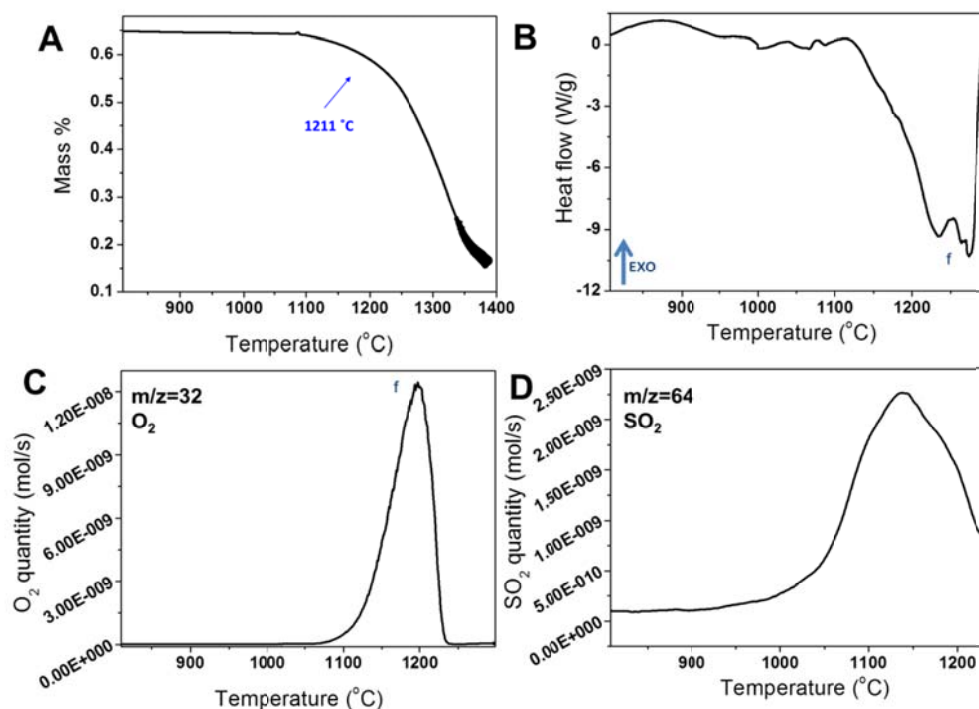 A
Mass %
0.6
0.5
0.4
0.3
0.2
0.1
1211 °C
900 1000 1100 1200 1300 1400
Temperature (°C)
B
Heat flow (W/g)
0
-3
-6
-9
-12
EXO
f
900 1000 1100 1200
Temperature (°C)
C
m/z=32
O₂
f
O₂ quantity (mol/s)
1.20E-008
9.00E-009
6.00E-009
3.00E-009
0.00E+000
900 1000 1100 1200
Temperature (°C)
D
m/z=64
SO₂
SO₂ quantity (mol/s)
2.50E-009
2.00E-009
1.50E-009
1.00E-009
5.00E-010
0.00E+000
900 1000 1100 1200
Temperature (°C)